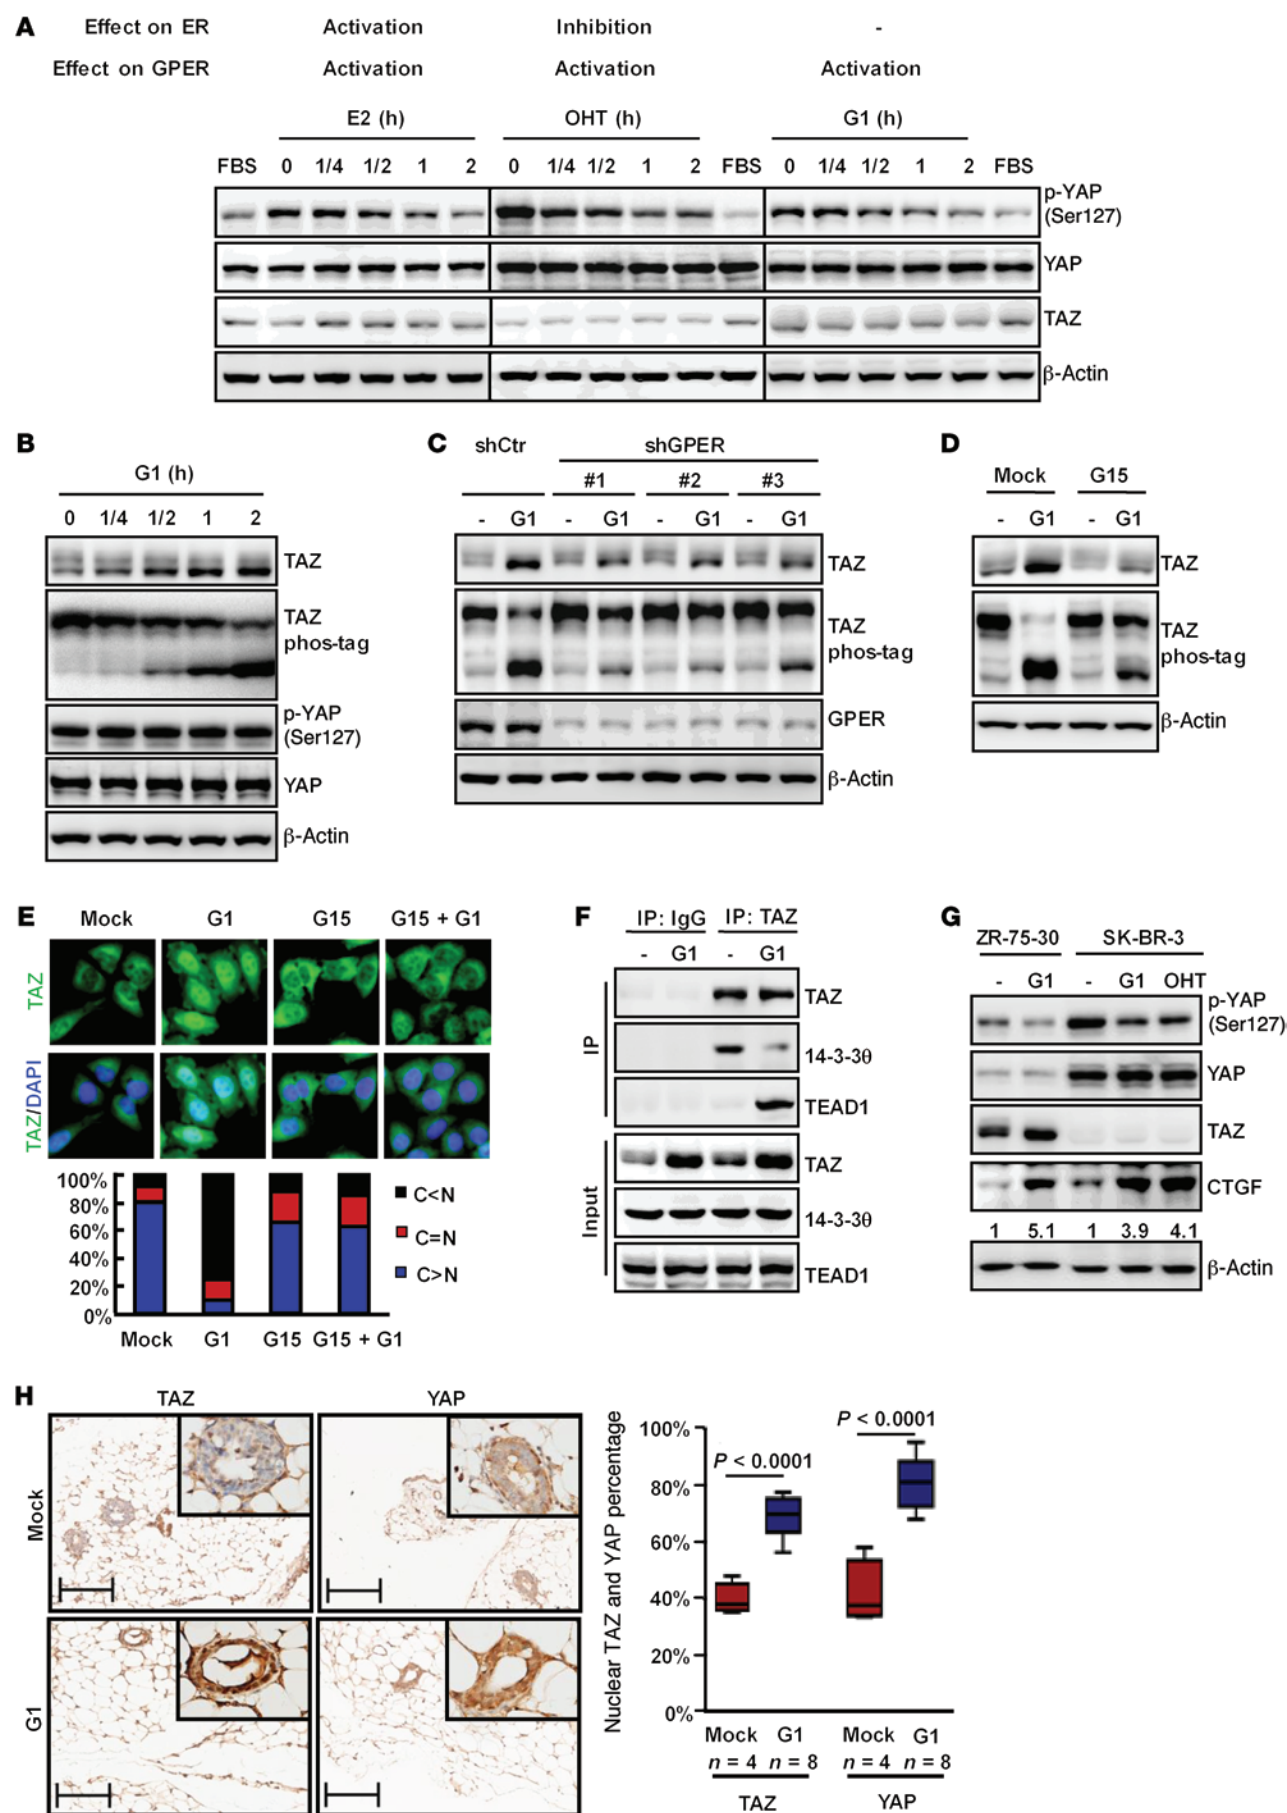 A
Effect on ER Activation Inhibition -
Effect on GPER Activation Activation Activation
E2 (h) OHT (h) G1 (h)
FBS 0 1/4 1/2 1 2 0 1/4 1/2 1 2 FBS 0 1/4 1/2 1 2 FBS
p-YAP
(Ser127)
YAP
TAZ
β-Actin
B
G1 (h)
0 1/4 1/2 1 2
TAZ
TAZ
phos-tag
p-YAP
(Ser127)
YAP
β-Actin
C
shCtr shGPER
#1 #2 #3
- G1 - G1 - G1 - G1
TAZ
TAZ
phos-tag
GPER
β-Actin
D
Mock G15
- G1 - G1
TAZ
TAZ
phos-tag
β-Actin
E
Mock G1 G15 G15 + G1
TAZ
TAZ/DAPI
100%
80%
60%
40%
20%
0%
C<N
C=N
C>N
Mock G1 G15 G15 + G1
F
IP: IgG IP: TAZ
- G1 - G1
IP
TAZ
14-3-3θ
TEAD1
Input
TAZ
14-3-3θ
TEAD1
G
ZR-75-30 SK-BR-3
- G1 - G1 OHT
p-YAP
(Ser127)
YAP
TAZ
CTGF
1 5.1 1 3.9 4.1
β-Actin
H
TAZ YAP
Mock
G1
Nuclear TAZ and YAP percentage
100%
80%
60%
40%
20%
0%
P < 0.0001
P < 0.0001
Mock G1 Mock G1
n = 4 n = 8 n = 4 n = 8
TAZ YAP